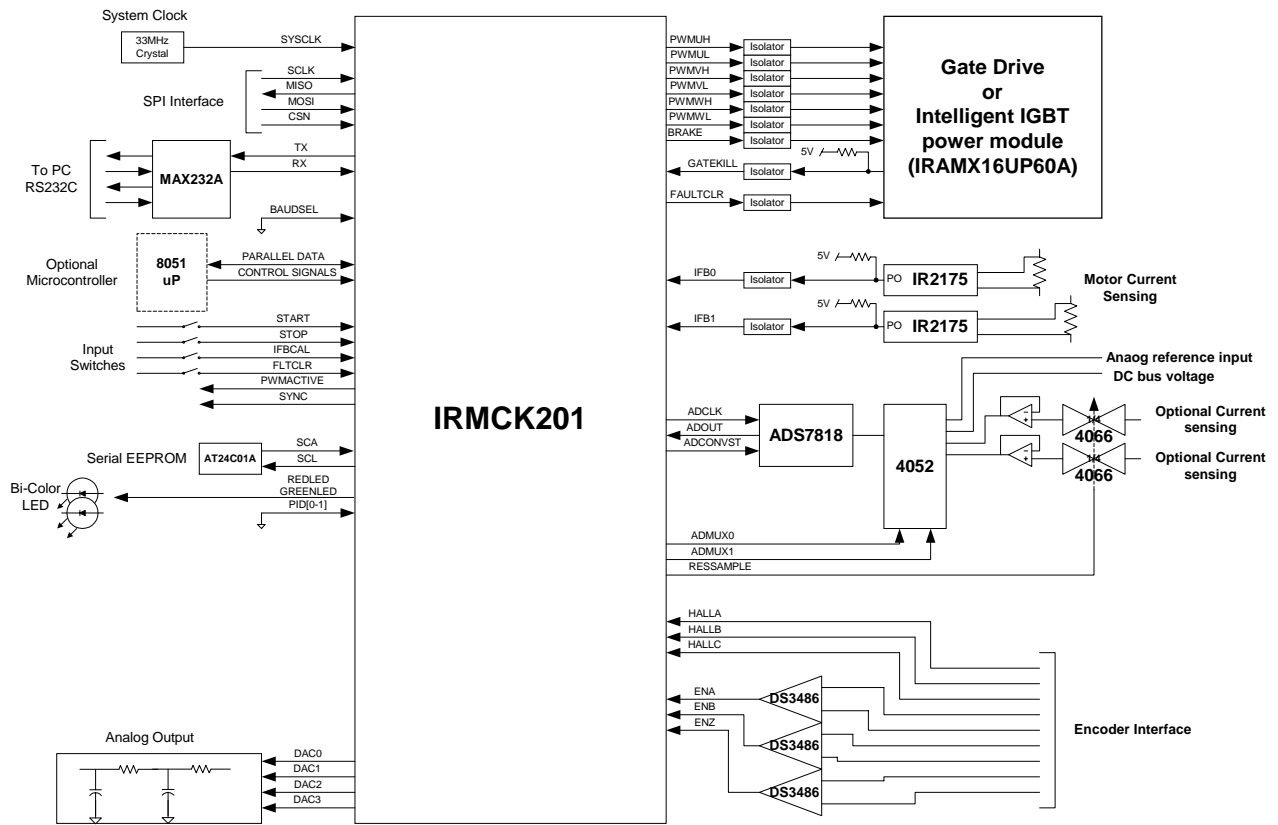 System Clock
33MHz
Crystal
SYSCLK
SCLK
MISO
MOSI
CSN
SPI Interface
TX
RX
To PC
RS232C
MAX232A
BAUDSEL
Optional
Microcontroller
8051
uP
PARALLEL DATA
CONTROL SIGNALS
START
STOP
IFBCAL
FLTCLR
Input
Switches
PWMACTIVE
SYNC
SCA
SCL
Serial EEPROM
AT24C01A
REDLED
GREENLED
Bi-Color
LED
PID[0-1]
Analog Output
DAC0
DAC1
DAC2
DAC3
IRMCK201
PWMUH
PWMUL
PWMVH
PWMVL
PWMWH
PWMWL
BRAKE
GATEKILL
FAULTCLR
Isolator
Isolator
Isolator
Isolator
Isolator
Isolator
Isolator
5V
Isolator
Isolator
Gate Drive
or
Intelligent IGBT
power module
(IRAMX16UP60A)
IFB0
Isolator
5V
PO
IR2175
IFB1
Isolator
5V
PO
IR2175
Motor Current
Sensing
Anaog reference input
DC bus voltage
ADCLK
ADOUT
ADCONVST
ADS7818
4052
1/4
4066
Optional Current
sensing
1/4
4066
Optional Current
sensing
ADMUX0
ADMUX1
RESSAMPLE
HALLA
HALLB
HALLC
ENA
ENB
ENZ
DS3486
DS3486
DS3486
Encoder Interface